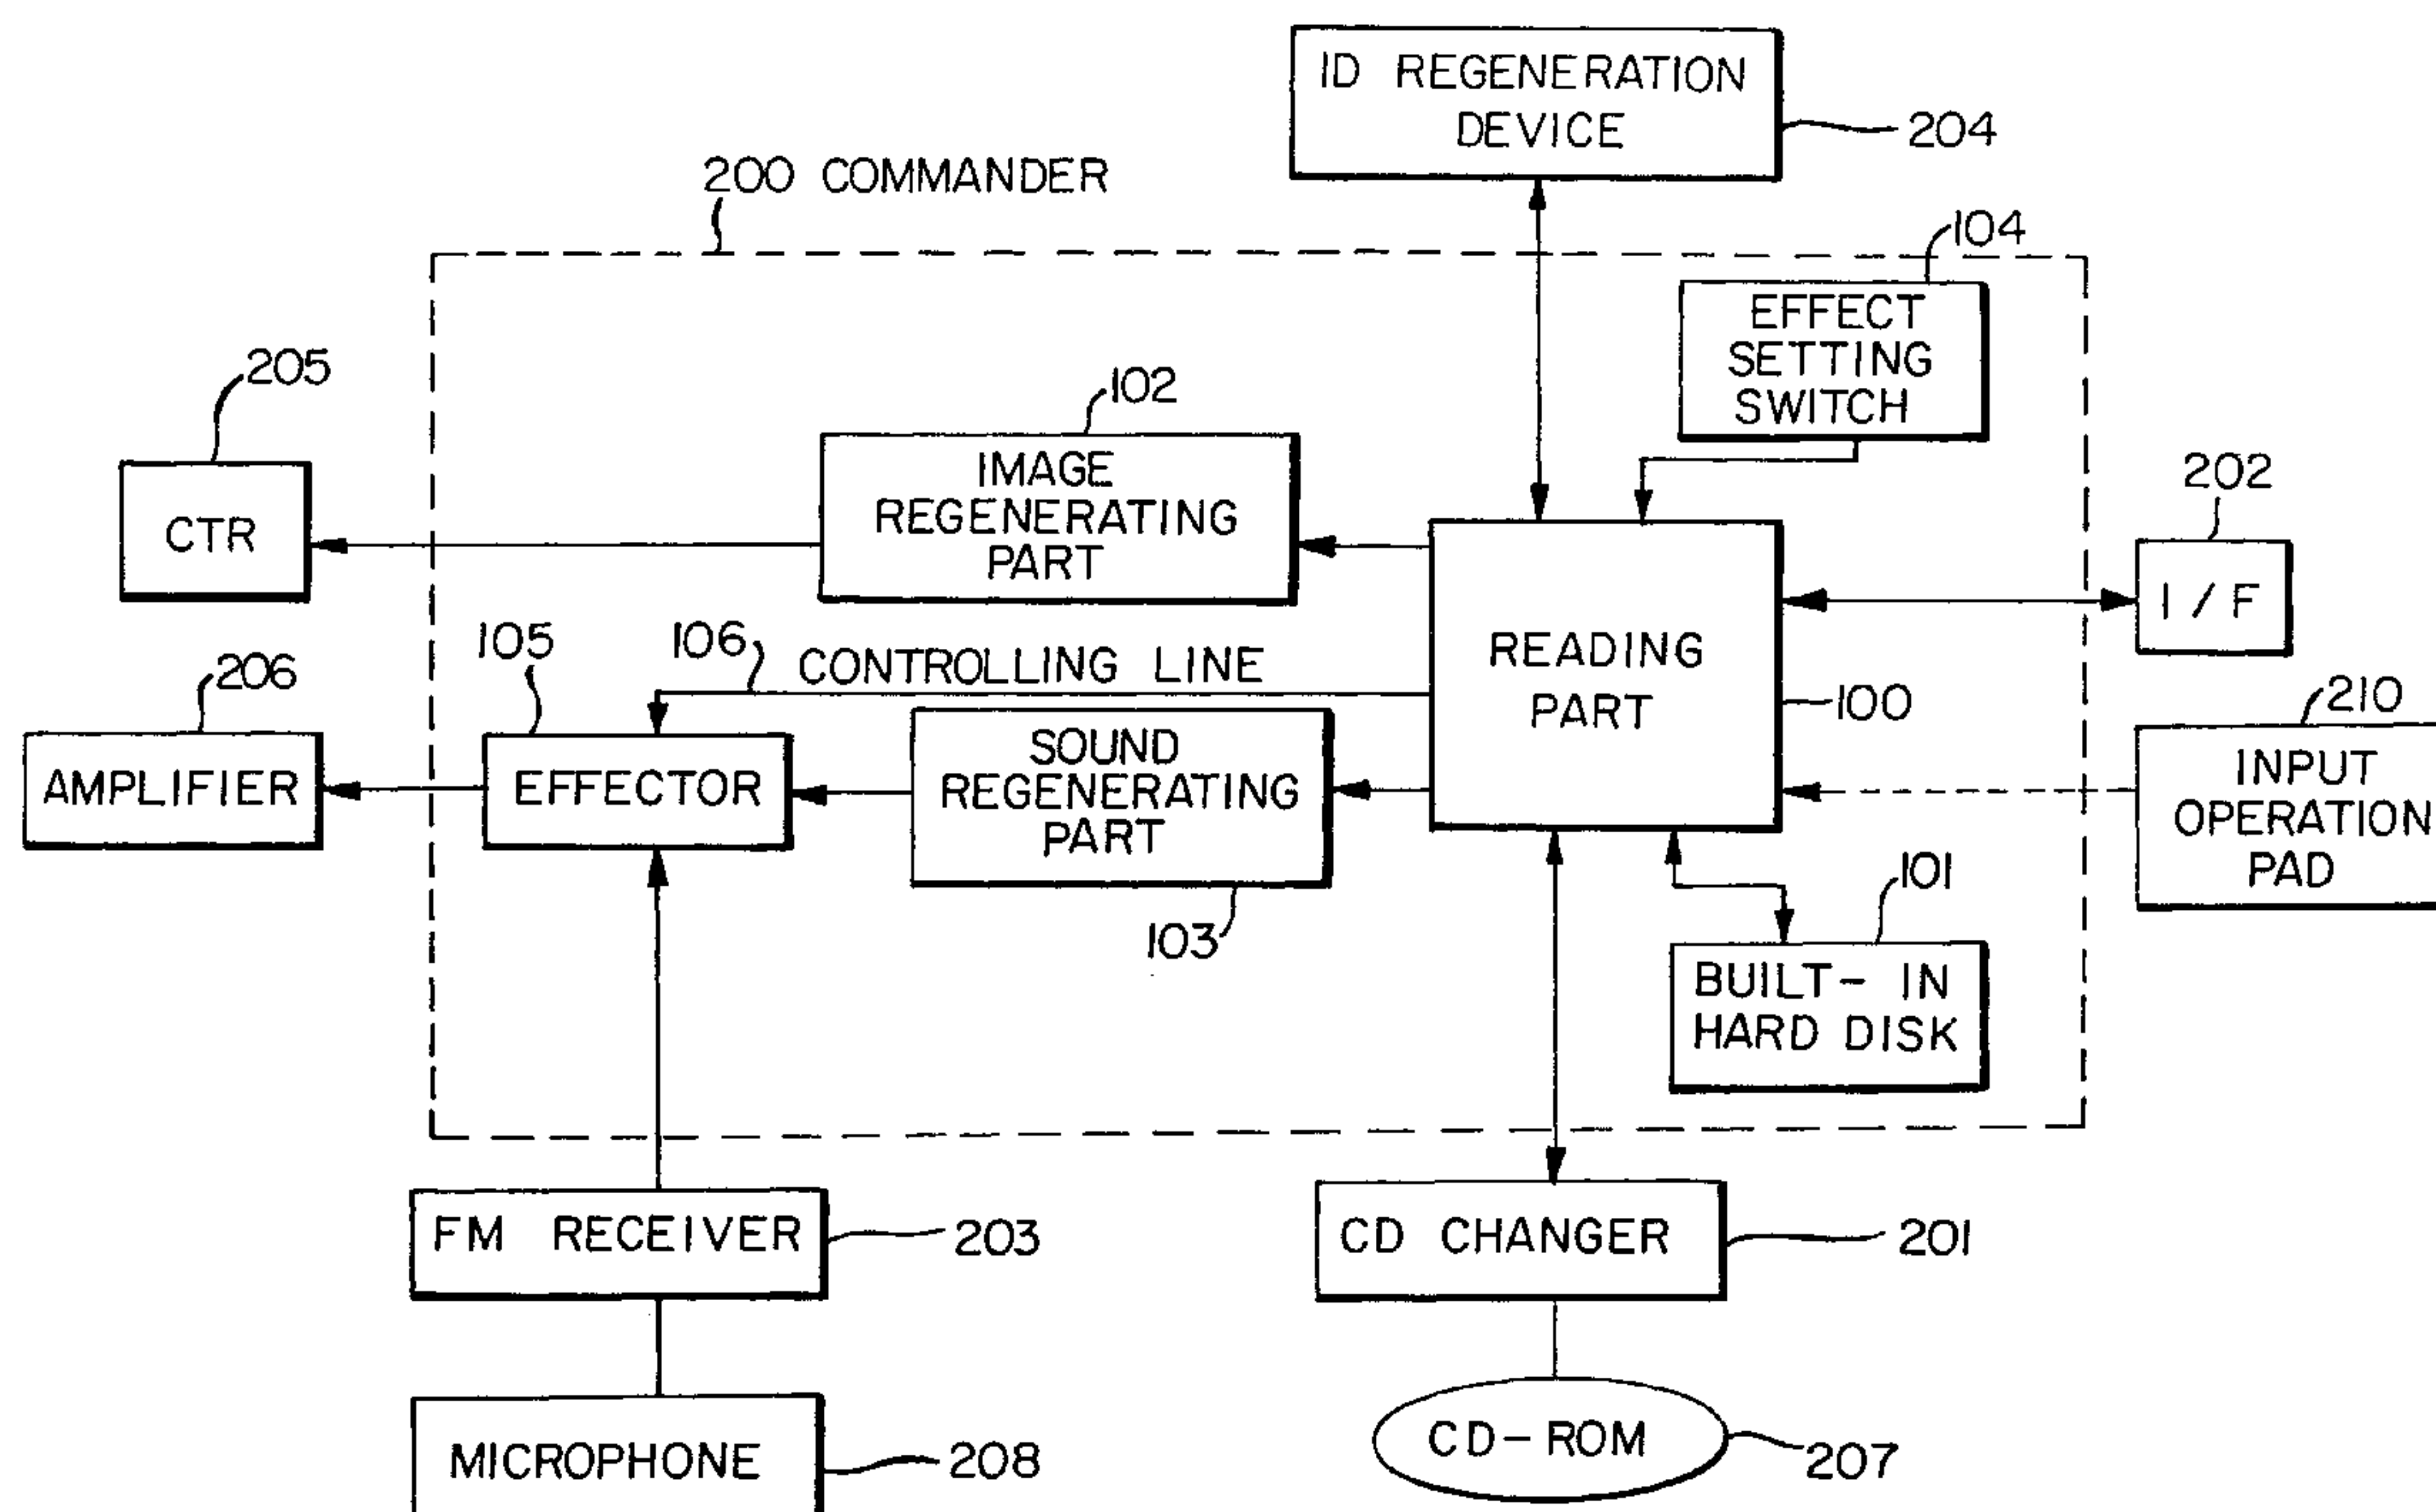 ID REGENERATION
DEVICE
204
200 COMMANDER
104
EFFECT
SETTING
SWITCH
205
102
CTR
IMAGE
REGENERATING
PART
202
I/F
READING
PART
100
105
106
CONTROLLING LINE
206
AMPLIFIER
EFFECTOR
SOUND
REGENERATING
PART
103
210
INPUT
OPERATION
PAD
101
BUILT-IN
HARD DISK
FM RECEIVER
203
CD CHANGER
201
MICROPHONE
208
CD-ROM
207